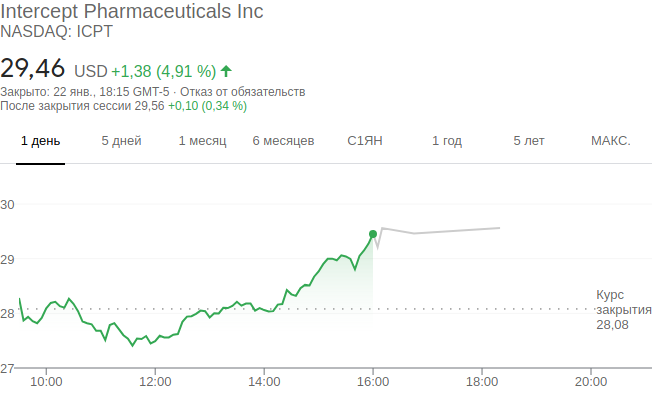 Intercept Pharmaceuticals Inc
NASDAQ: ICPT
29,46 USD +1,38 (4,91 %)
Закрыто: 22 янв., 18:15 GMT-5 · Отказ от обязательств
После закрытия сессии 29,56 +0,10 (0,34 %)
1 день 5 дней 1 месяц 6 месяцев С1ЯН 1 год 5 лет МАКС.
30
29
28
27
Курс
закрытия
28,08
10:00 12:00 14:00 16:00 18:00 20:00